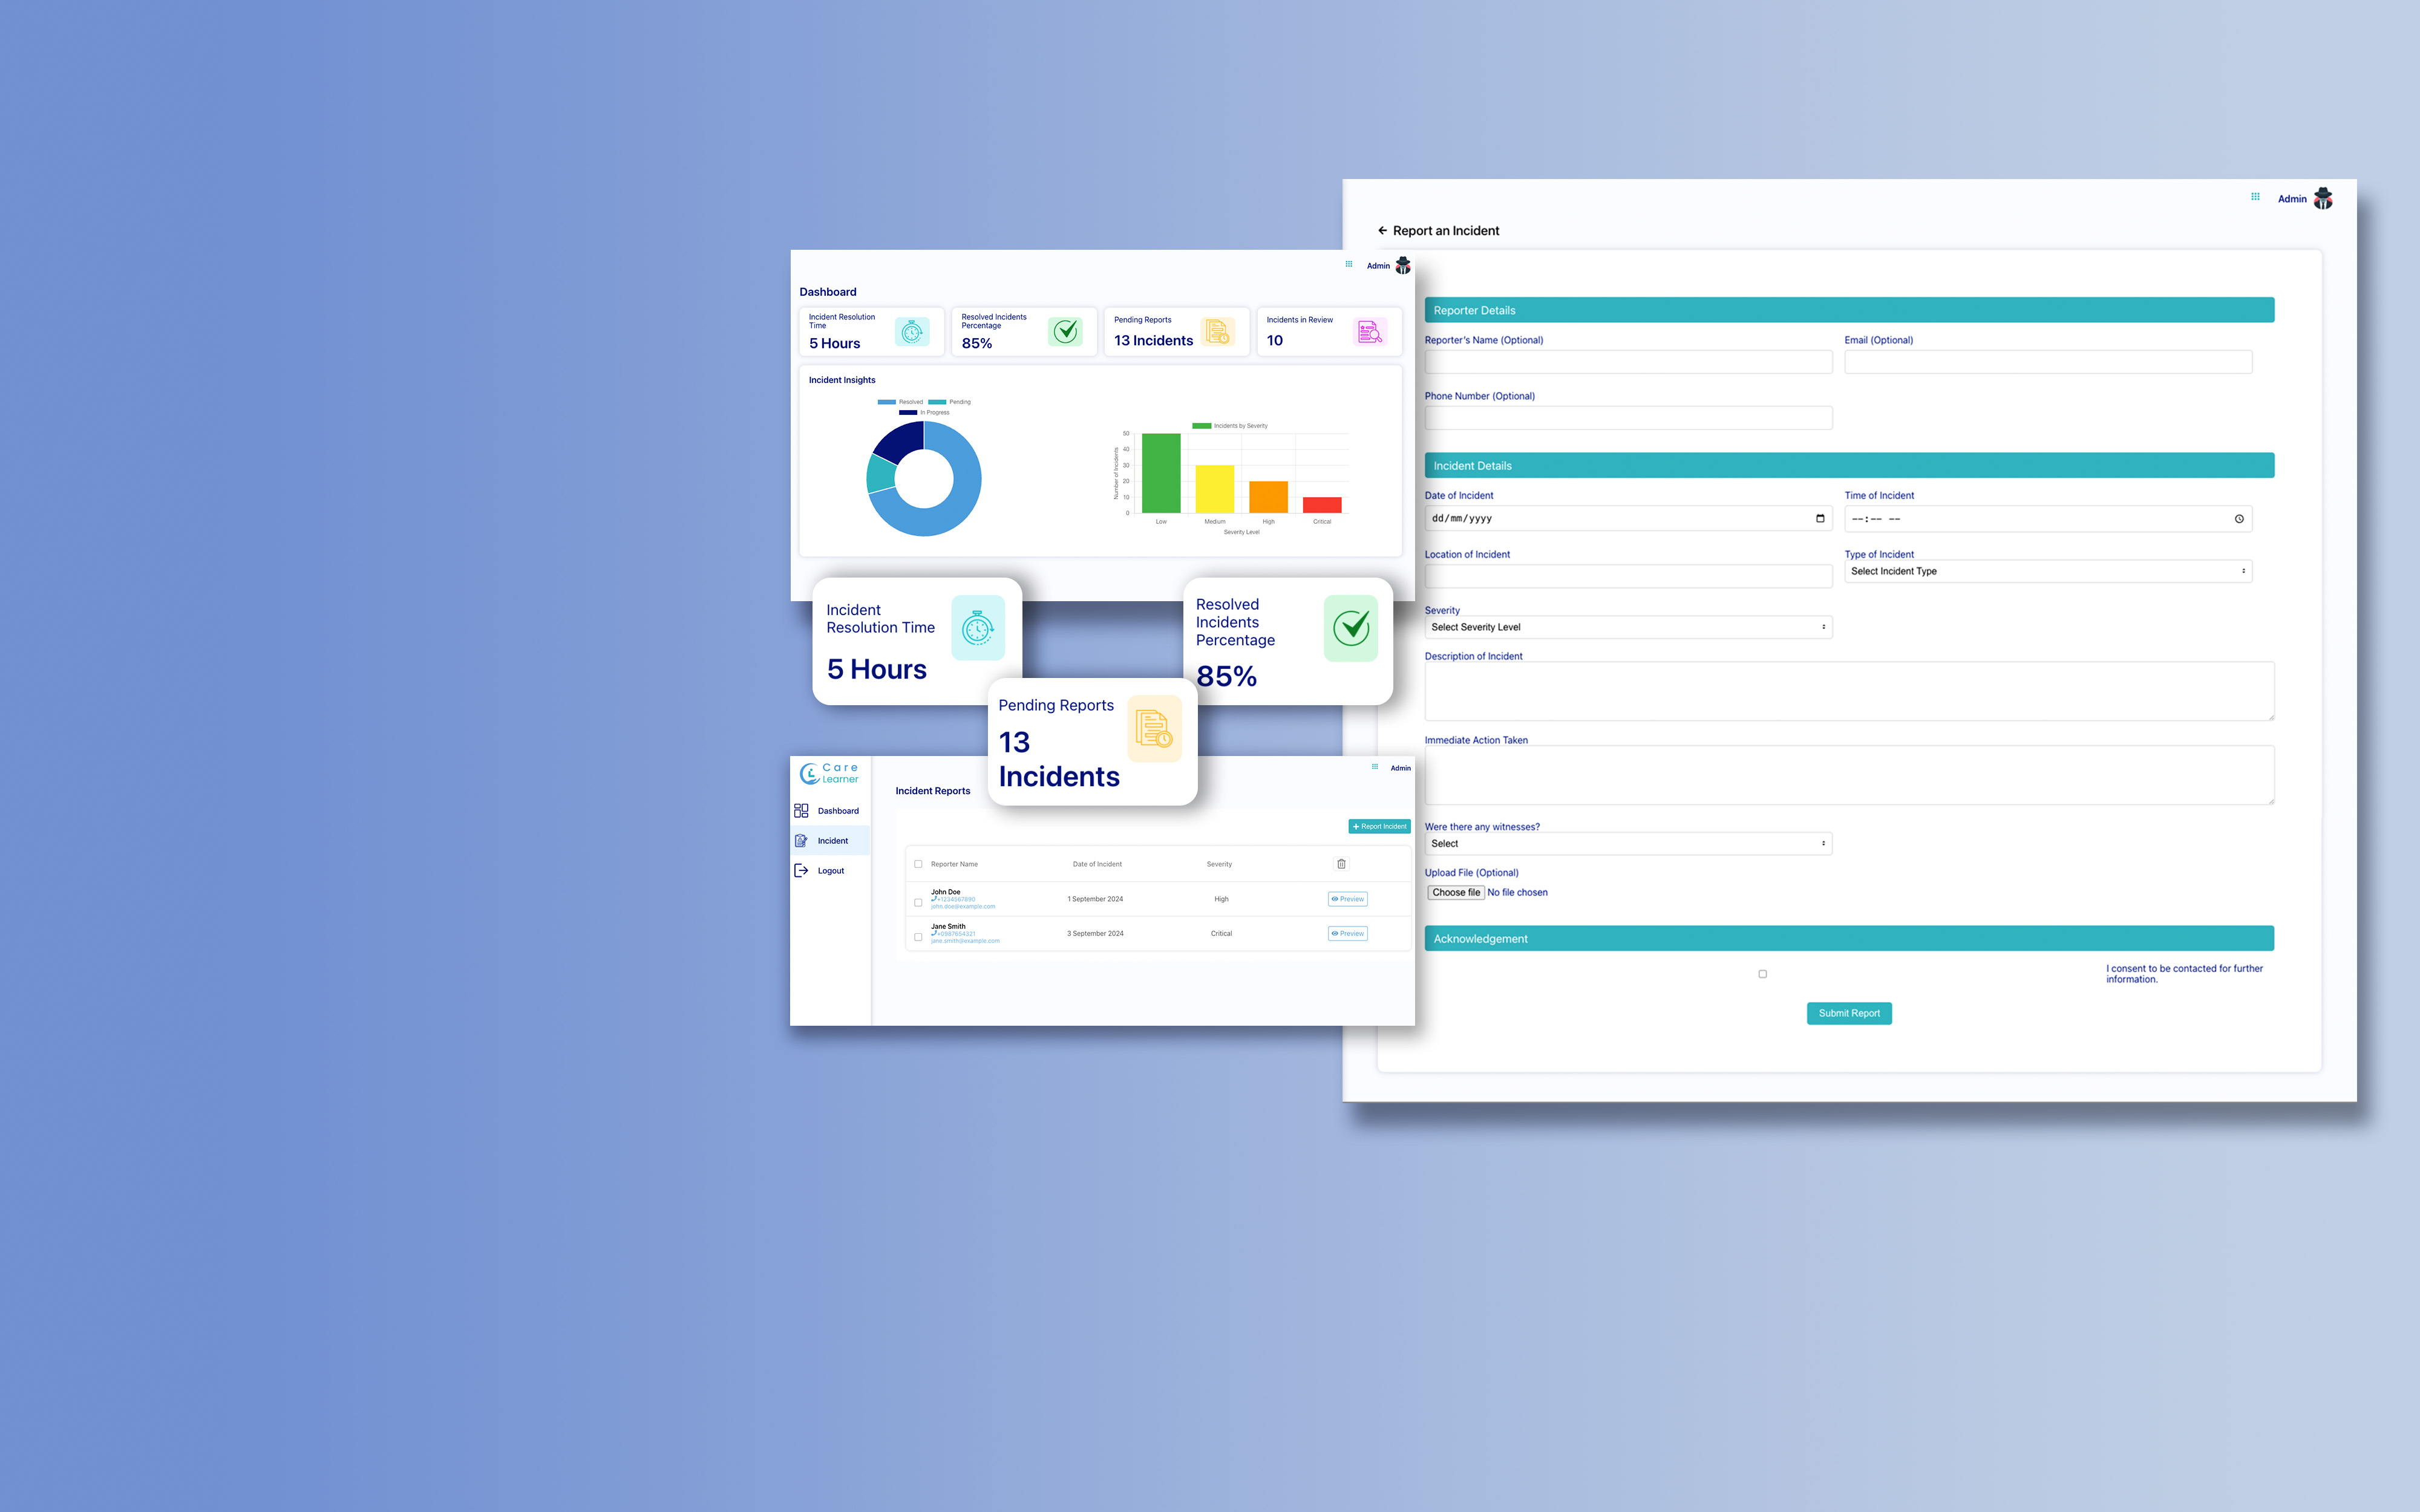 Admin
Dashboard
Incident Resolution
Time
5 Hours
Resolved Incidents
Percentage
85%
Pending Reports
13 Incidents
Incidents in Review
10
Incident Insights
Resolved
Pending
In Progress
Incidents by Severity
Number of Incidents
50
40
30
20
10
0
Low
Medium
High
Critical
Severity Level
Incident
Resolution Time
5 Hours
Resolved
Incidents
Percentage
85%
Pending Reports
13
Incidents
Care
Learner
Dashboard
Incident
Logout
Admin
Incident Reports
+ Report Incident
Reporter Name
Date of Incident
Severity
John Doe
+1234567890
john.doe@example.com
1 September 2024
High
Preview
Jane Smith
+0987654321
jane.smith@example.com
3 September 2024
Critical
Preview
Admin
← Report an Incident
Reporter Details
Reporter's Name (Optional)
Email (Optional)
Phone Number (Optional)
Incident Details
Date of Incident
dd/mm/yyyy
Time of Incident
--:-- --
Location of Incident
Type of Incident
Select Incident Type
Severity
Select Severity Level
Description of Incident
Immediate Action Taken
Were there any witnesses?
Select
Upload File (Optional)
Choose file No file chosen
Acknowledgement
I consent to be contacted for further
information.
Submit Report